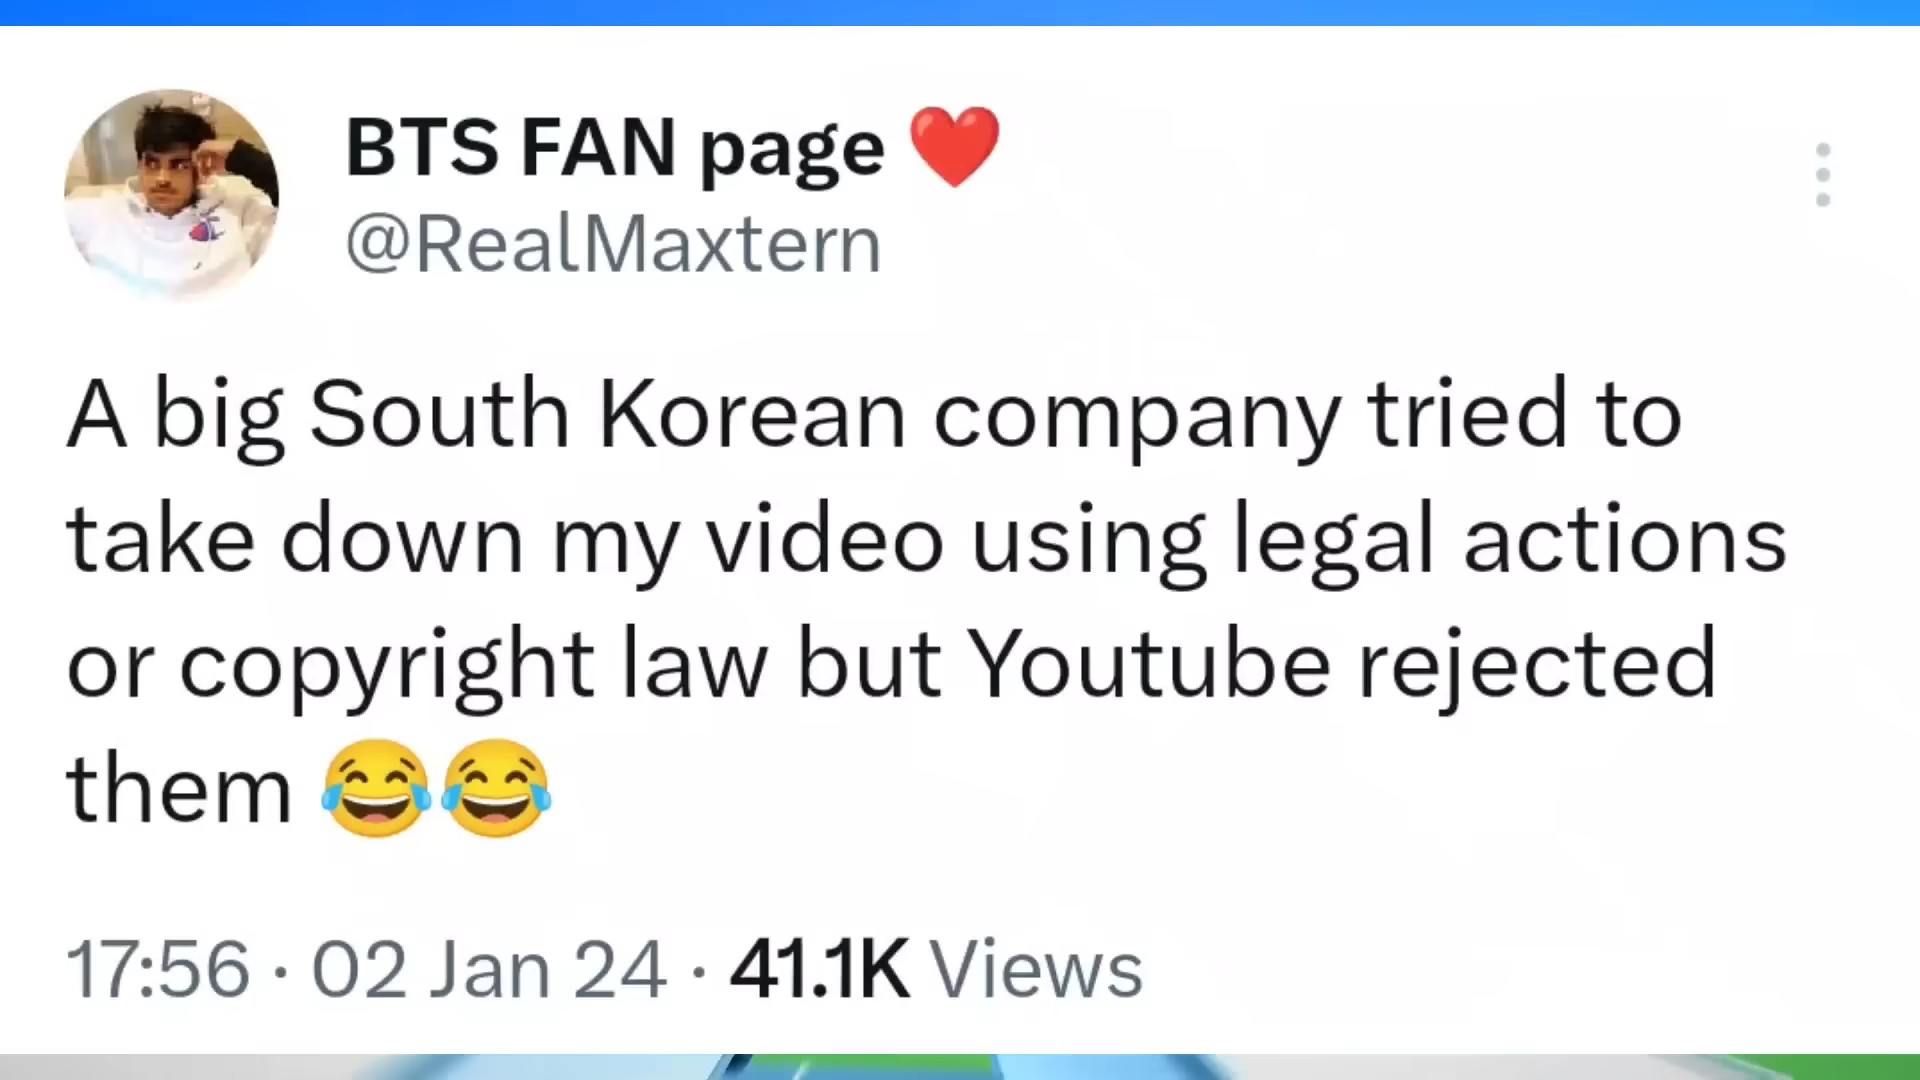 BTS FAN page ❤️
@RealMaxtern
A big South Korean company tried to
take down my video using legal actions
or copyright law but Youtube rejected
them 😂😂
17:56 · 02 Jan 24 · 41.1K Views